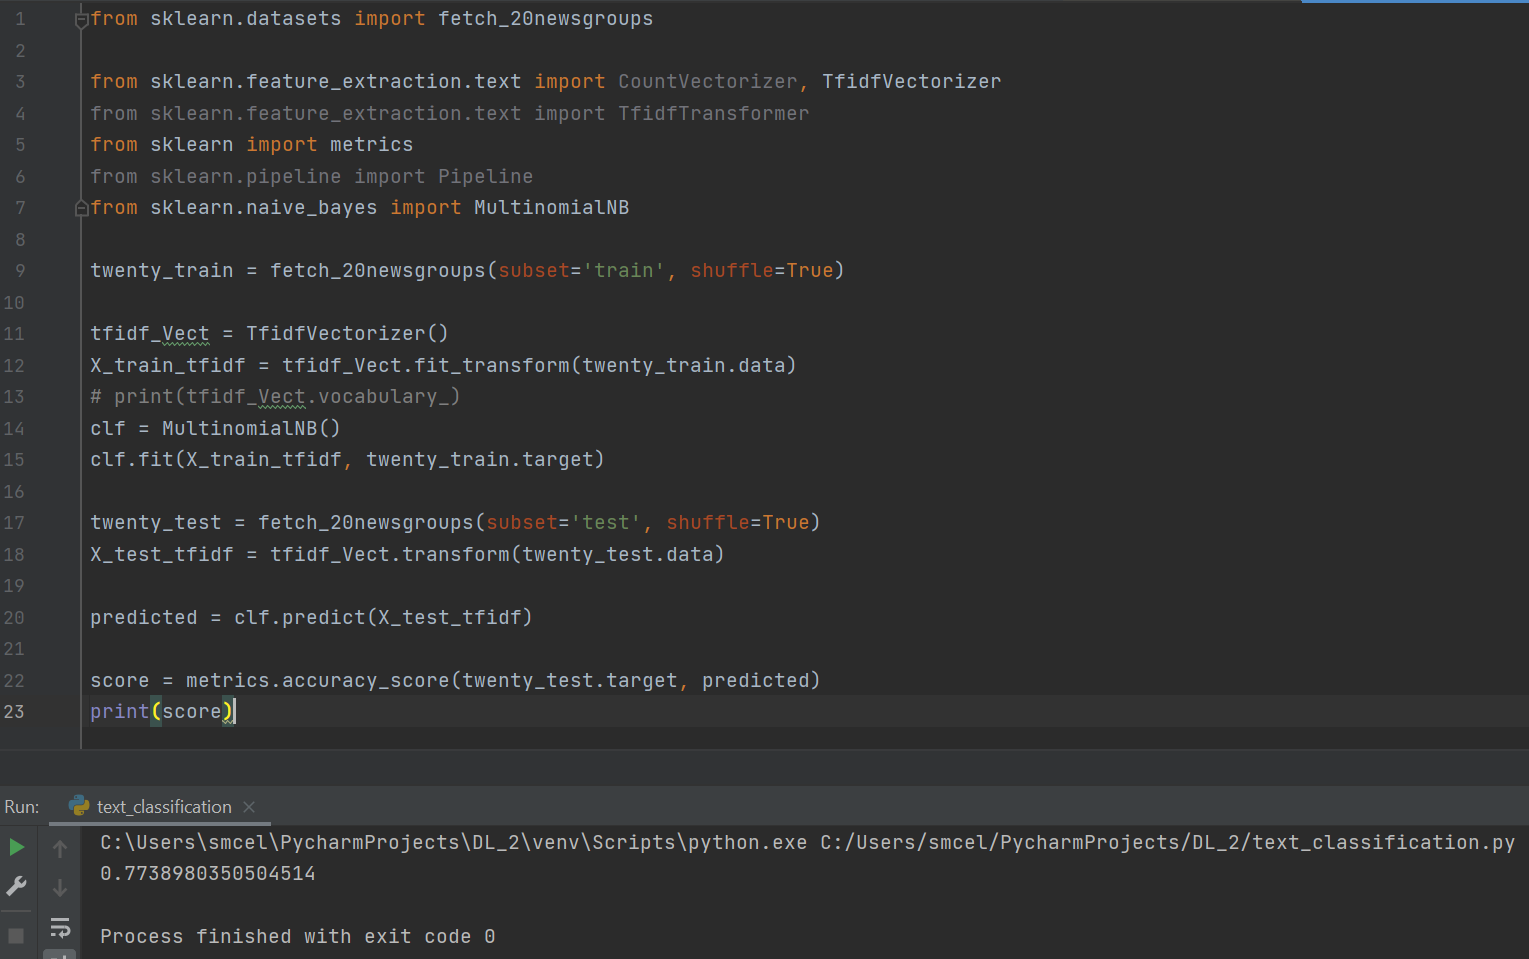 1 from sklearn.datasets import fetch_20newsgroups
2
3 from sklearn.feature_extraction.text import CountVectorizer, TfidfVectorizer
4 from sklearn.feature_extraction.text import TfidfTransformer
5 from sklearn import metrics
6 from sklearn.pipeline import Pipeline
7 from sklearn.naive_bayes import MultinomialNB
8
9 twenty_train = fetch_20newsgroups(subset='train', shuffle=True)
10
11 tfidf_Vect = TfidfVectorizer()
12 X_train_tfidf = tfidf_Vect.fit_transform(twenty_train.data)
13 # print(tfidf_Vect.vocabulary_)
14 clf = MultinomialNB()
15 clf.fit(X_train_tfidf, twenty_train.target)
16
17 twenty_test = fetch_20newsgroups(subset='test', shuffle=True)
18 X_test_tfidf = tfidf_Vect.transform(twenty_test.data)
19
20 predicted = clf.predict(X_test_tfidf)
21
22 score = metrics.accuracy_score(twenty_test.target, predicted)
23 print(score)
Run: text_classification
C:\Users\smcel\PycharmProjects\DL_2\venv\Scripts\python.exe C:/Users/smcel/PycharmProjects/DL_2/text_classification.py
0.7738980350504514
Process finished with exit code 0